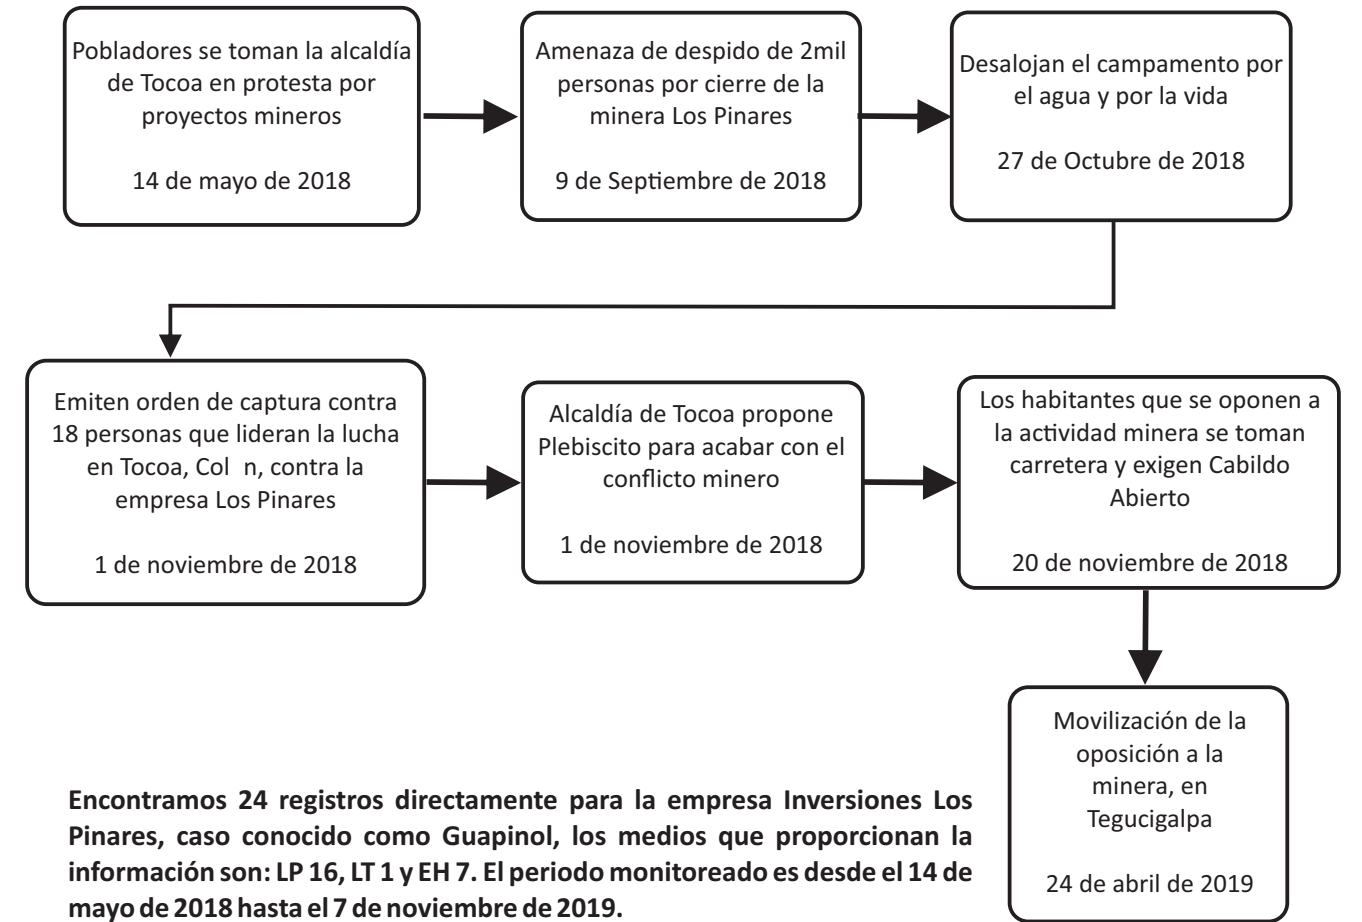 Pobladores se toman la alcaldía
de Tocoa en protesta por
proyectos mineros
14 de mayo de 2018
Amenaza de despido de 2mil
personas por cierre de la
minera Los Pinares
9 de Septiembre de 2018
Desalojan el campamento por
el agua y por la vida
27 de Octubre de 2018
Emiten orden de captura contra
18 personas que lideran la lucha
en Tocoa, Col n, contra la
empresa Los Pinares
1 de noviembre de 2018
Alcaldía de Tocoa propone
Plebiscito para acabar con el
conflicto minero
1 de noviembre de 2018
Los habitantes que se oponen a
la actividad minera se toman
carretera y exigen Cabildo
Abierto
20 de noviembre de 2018
Movilización de la
oposición a la
minera, en
Tegucigalpa
24 de abril de 2019
Encontramos 24 registros directamente para la empresa Inversiones Los
Pinares, caso conocido como Guapinol, los medios que proporcionan la
información son: LP 16, LT 1 y EH 7. El periodo monitoreado es desde el 14 de
mayo de 2018 hasta el 7 de noviembre de 2019.